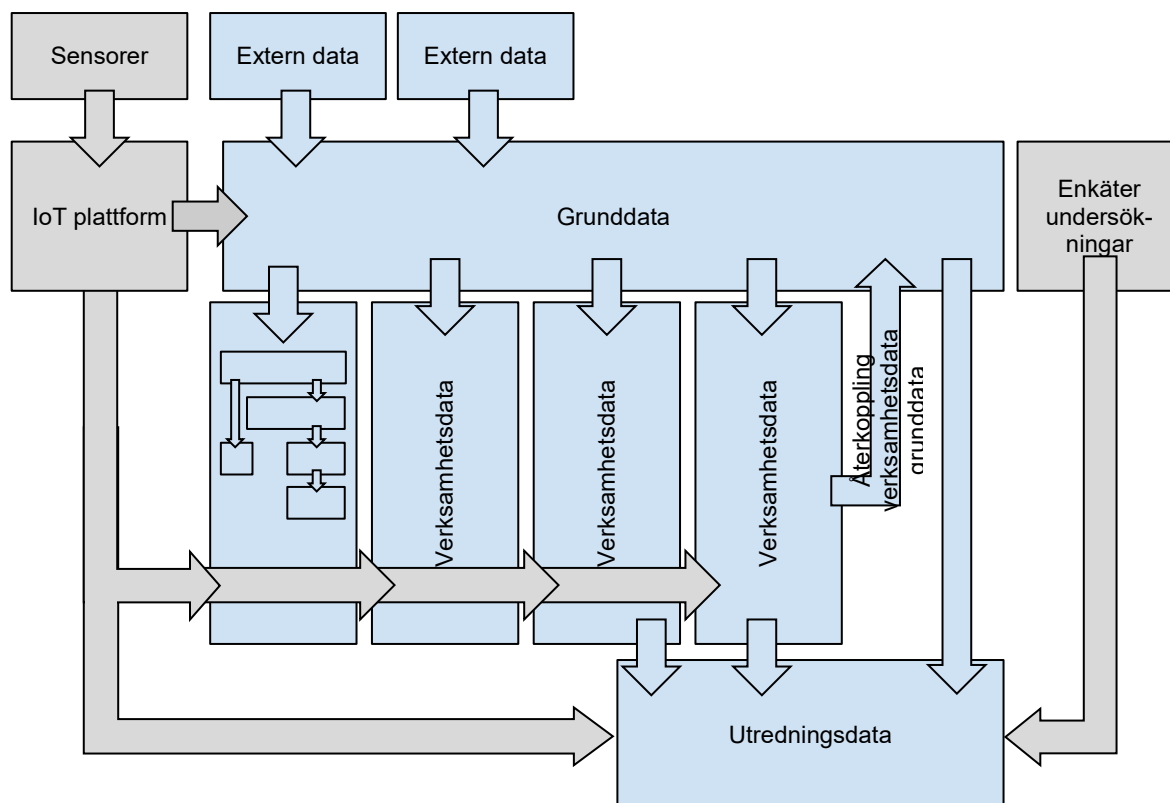 Sensorer
Extern data
Extern data
IoT plattform
Grunddata
Enkäter
undersök-
ningar
Verksamhetsdata
Verksamhetsdata
Verksamhetsdata
Återkoppling
verksamhetsdata
grunddata
Utredningsdata